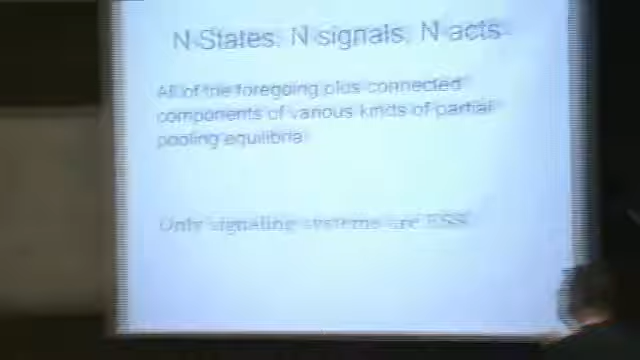 N States, N signals, N acts
All of the foregoing plus connected
components of various kinds of partial
pooling equilibria
Only signaling systems are ESS